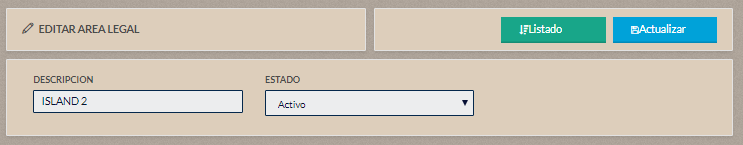 EDITAR AREA LEGAL
Listado
Actualizar
DESCRIPCION
ESTADO
ISLAND 2
Activo